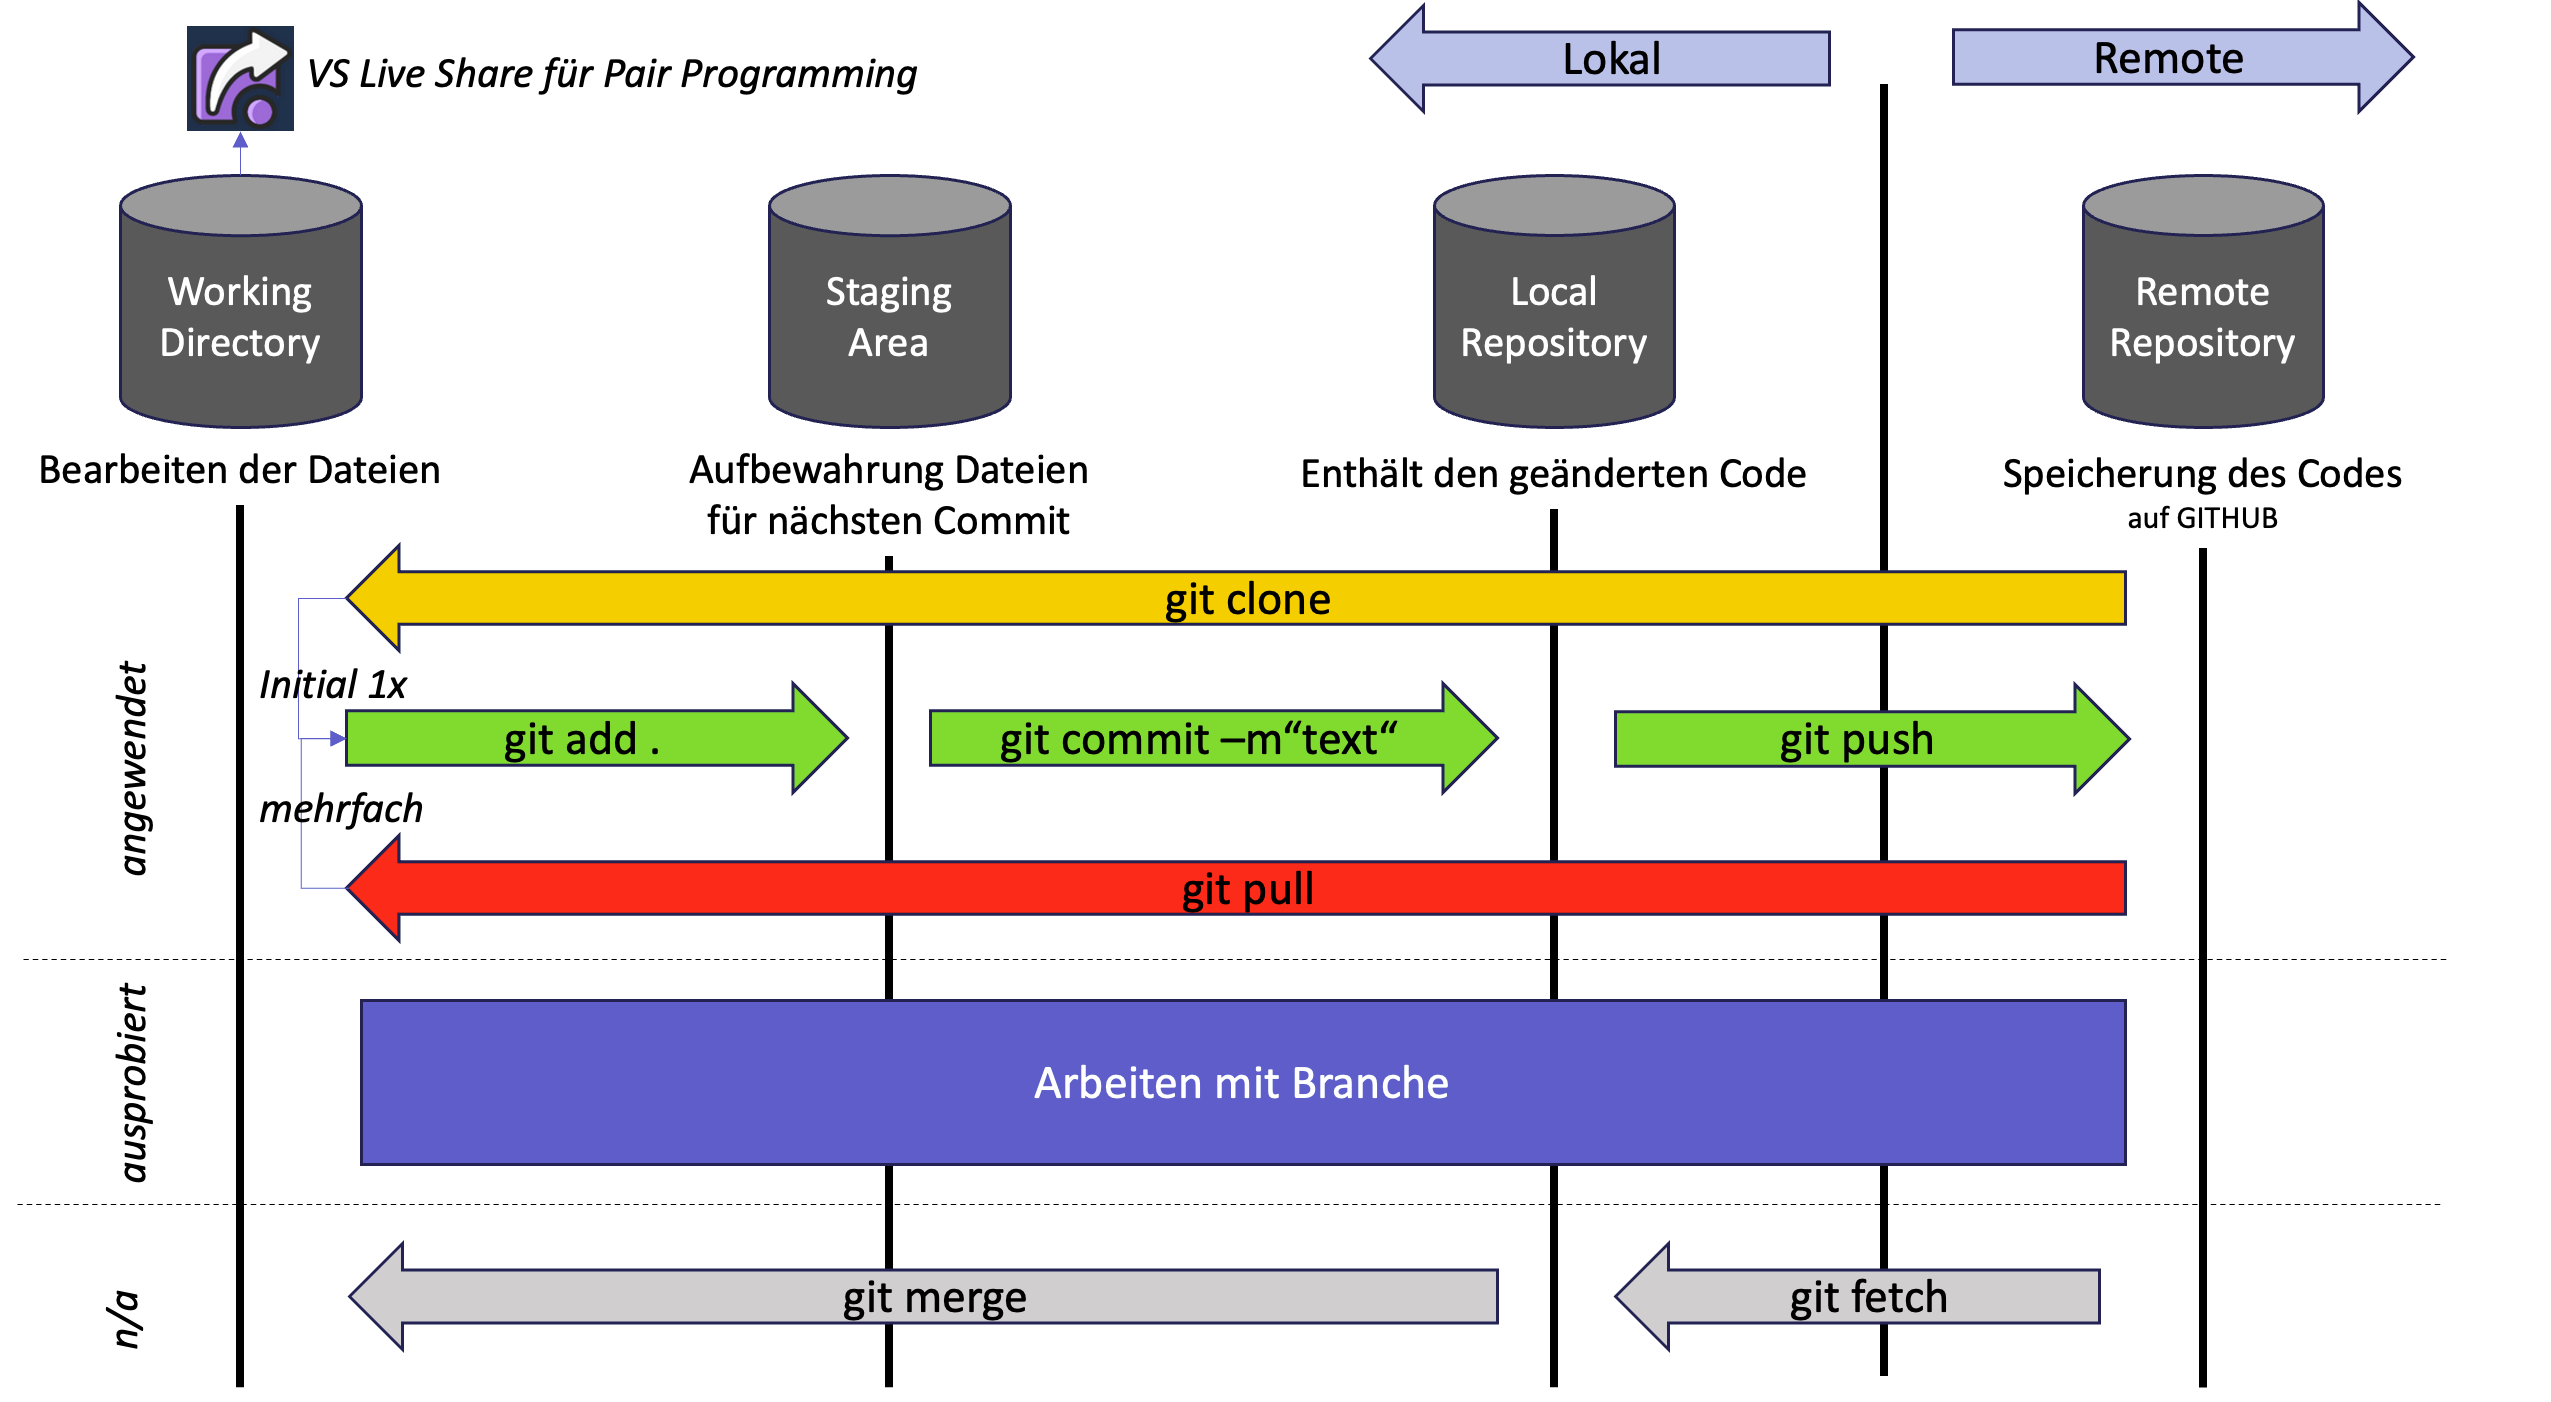 VS Live Share für Pair Programming
Lokal
Remote
Working
Directory
Staging
Area
Local
Repository
Remote
Repository
Bearbeiten der Dateien
Aufbewahrung Dateien
für nächsten Commit
Enthält den geänderten Code
Speicherung des Codes
auf GITHUB
git clone
angewendet
Initial 1x
git add .
git commit –m“text“
git push
mehrfach
git pull
ausprobiert
Arbeiten mit Branche
n/a
git merge
git fetch